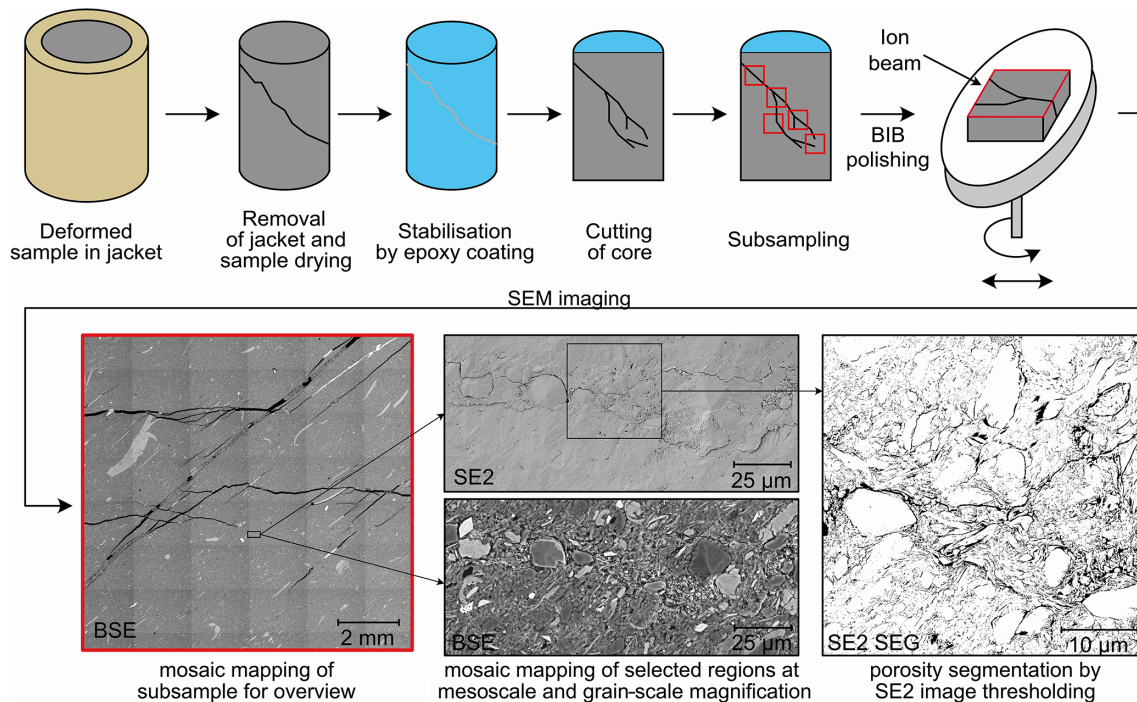 Ion
beam
BIB
polishing
Deformed
sample in jacket
Removal
of jacket and
sample drying
Stabilisation
by epoxy coating
Cutting
of core
Subsampling
SEM imaging
BSE
2 mm
SE2
25 µm
BSE
25 µm
SE2 SEG
10 µm
mosaic mapping of
subsample for overview
mosaic mapping of selected regions at
mesoscale and grain-scale magnification
porosity segmentation by
SE2 image thresholding